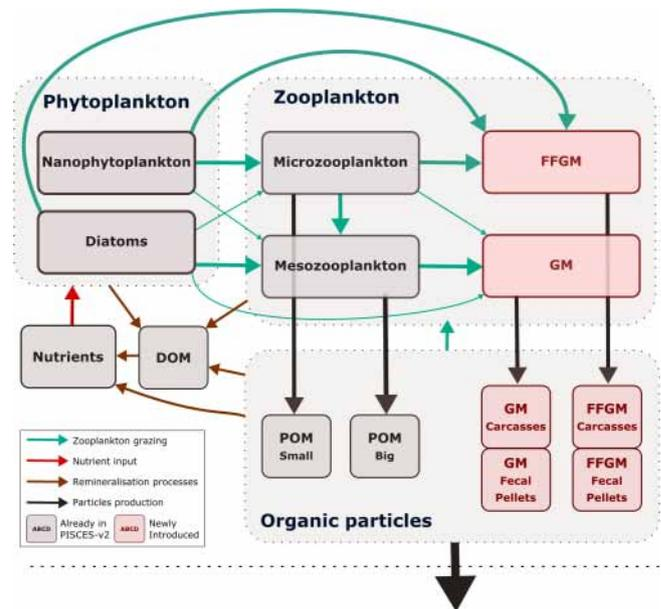 Phytoplankton
Zooplankton
Nanophytoplankton
Microzooplankton
FFGM
Diatoms
Mesozooplankton
GM
Nutrients
DOM
POM
Small
POM
Big
GM
Carcasses
FFGM
Carcasses
GM
Fecal
Pellets
FFGM
Fecal
Pellets
Organic particles
Zooplankton grazing
Nutrient input
Remineralisation processes
Particles production
ABCD
Already in
PISCES-v2
ABCD
Newly
Introduced